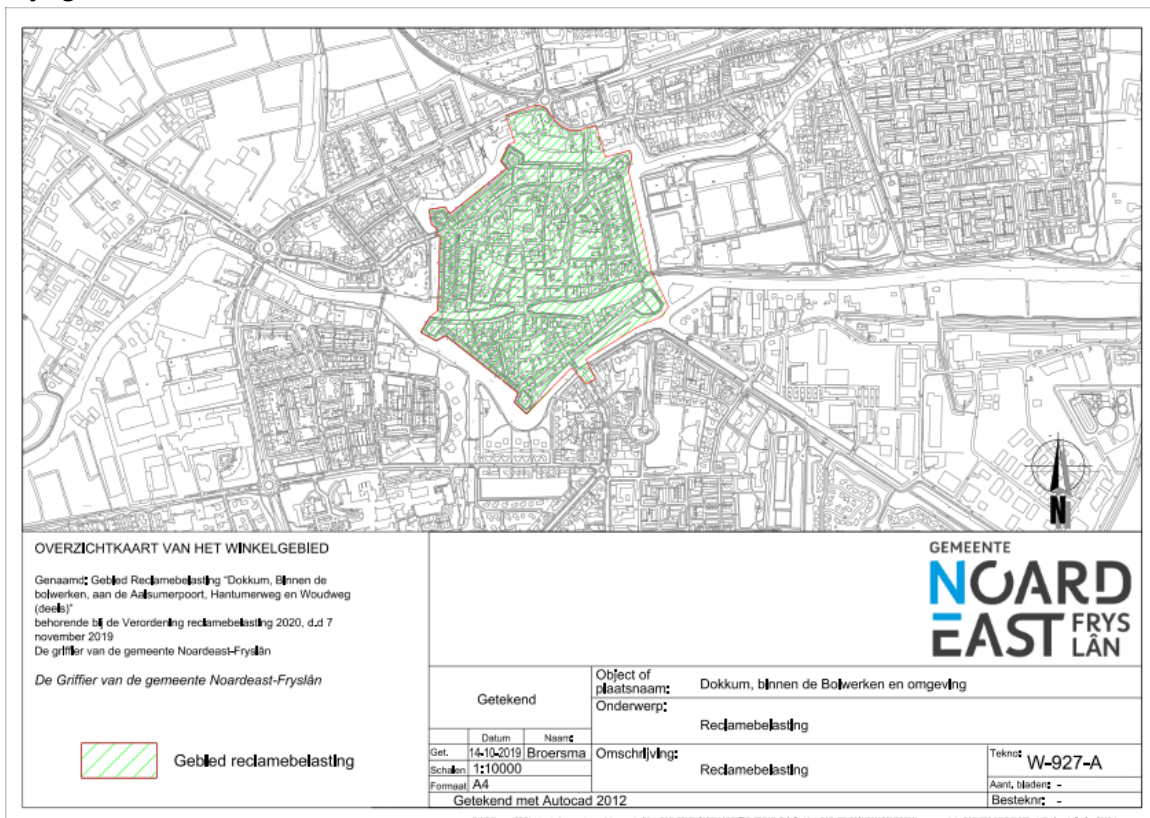 OVERZICHTKAART VAN HET WINKELGEBIED
Genaamd: Gebied Reclamebelasting "Dokkum, Binnen de
bolwerken, aan de Aalsumerpoort, Hantumerweg en Woudweg
(deels)"
behorende bij de Verordening reclamebelasting 2020, d.d 7
november 2019
De griffier van de gemeente Noardeast-Fryslân
De Griffier van de gemeente Noardeast-Fryslân
Gebied reclamebelasting
N
GEMEENTE
NOARD
EAST FRYS
LÂN
Getekend
Object of
plaatsnaam: Dokkum, binnen de Bolwerken en omgeving
Onderwerp:
Reclamebelasting
Datum Naam:
Get. 14-10-2019 Broersma
Schalen 1:10000
Formaat A4
Omschrijving:
Reclamebelasting
Tekno: W-927-A
Aant. bladen: -
Getekend met Autocad 2012
Besteknr: -